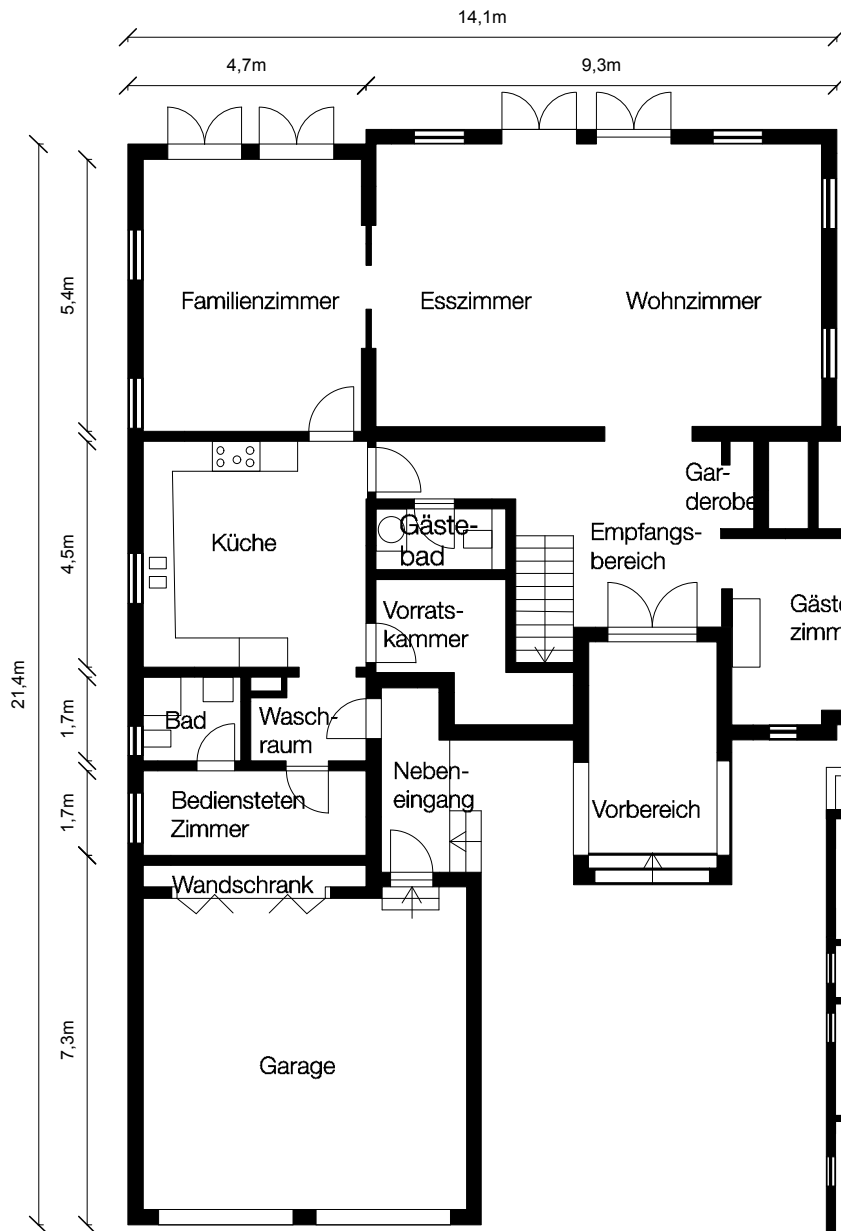 14,1m
4,7m
9,3m
5,4m
Familienzimmer
Esszimmer
Wohnzimmer
Gar-
derobe
Küche
Gäste-
bad
Empfangs-
bereich
4,5m
Vorrats-
kammer
Gäste
zimm
21,4m
1,7m
Bad
Wasch-
raum
Neben-
eingang
1,7m
Bediensteten
Zimmer
Vorbereich
Wandschrank
7,3m
Garage